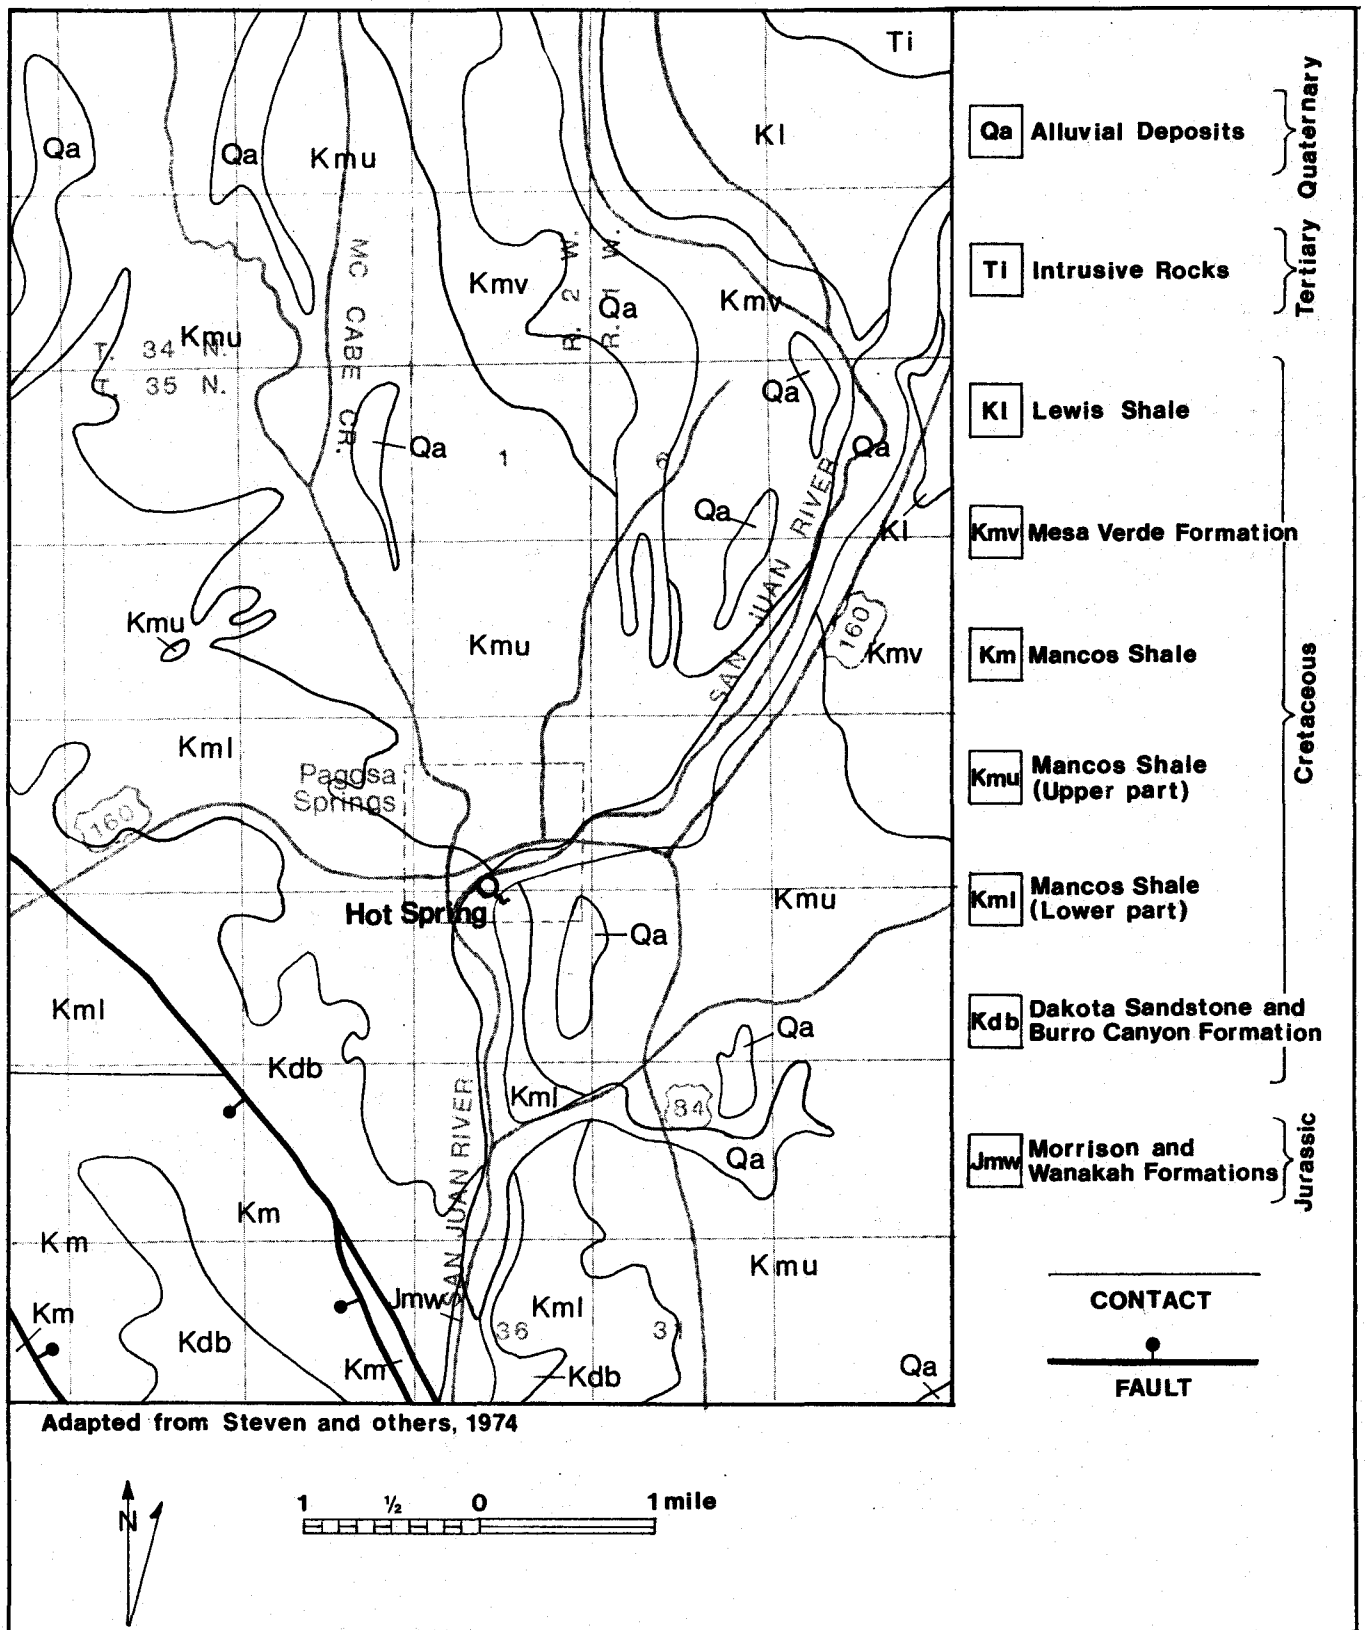 Ti
Qa
Qa
Kmu
Kl
MC CABE CR.
Kmv
R. 2 W.
R. 1 W.
Qa
Kmv
Kmu
T. 34 N.
T. 35 N.
Qa
Qa
1
6
Qa
Qa
Kl
SAN JUAN RIVER
160
Kmv
Kmu
Kmu
Kml
Pagosa
Springs
160
Hot Spring
Kmu
Qa
Kml
Kdb
Qa
Kml
84
Qa
SAN JUAN RIVER
Km
Km
Kmu
Jmw
Km
Kml
36
31
Kdb
Km
Kdb
Qa
Qa Alluvial Deposits
Quaternary
Ti Intrusive Rocks
Tertiary
Kl Lewis Shale
Kmv Mesa Verde Formation
Km Mancos Shale
Kmu Mancos Shale
(Upper part)
Kml Mancos Shale
(Lower part)
Kdb Dakota Sandstone and
Burro Canyon Formation
Cretaceous
Jmw Morrison and
Wanakah Formations
Jurassic
CONTACT
FAULT
Adapted from Steven and others, 1974
N
1 ½ 0 1 mile